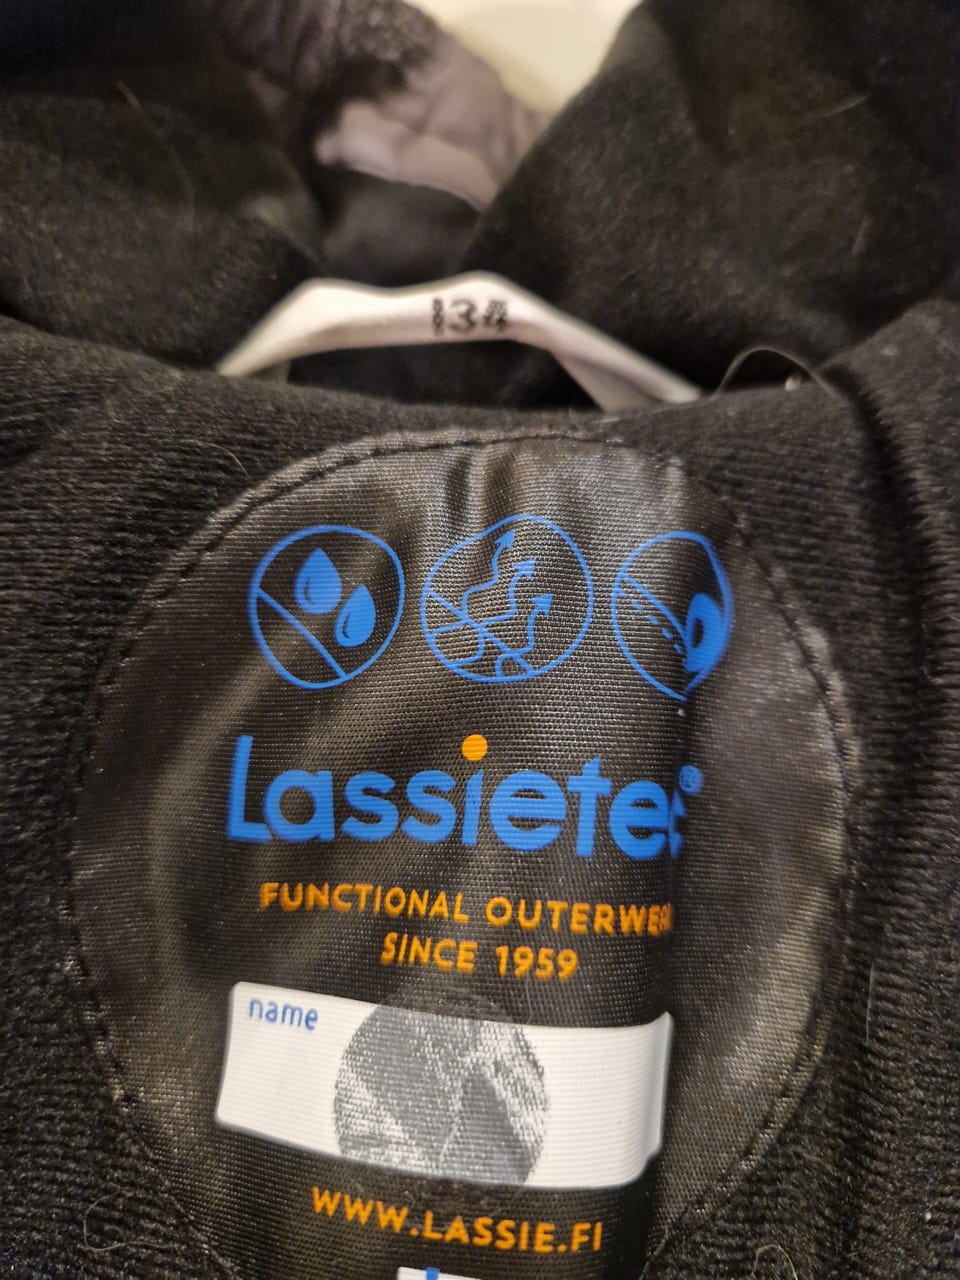 134
Lassietec®
FUNCTIONAL OUTERWEAR
SINCE 1959
name
WWW.LASSIE.FI